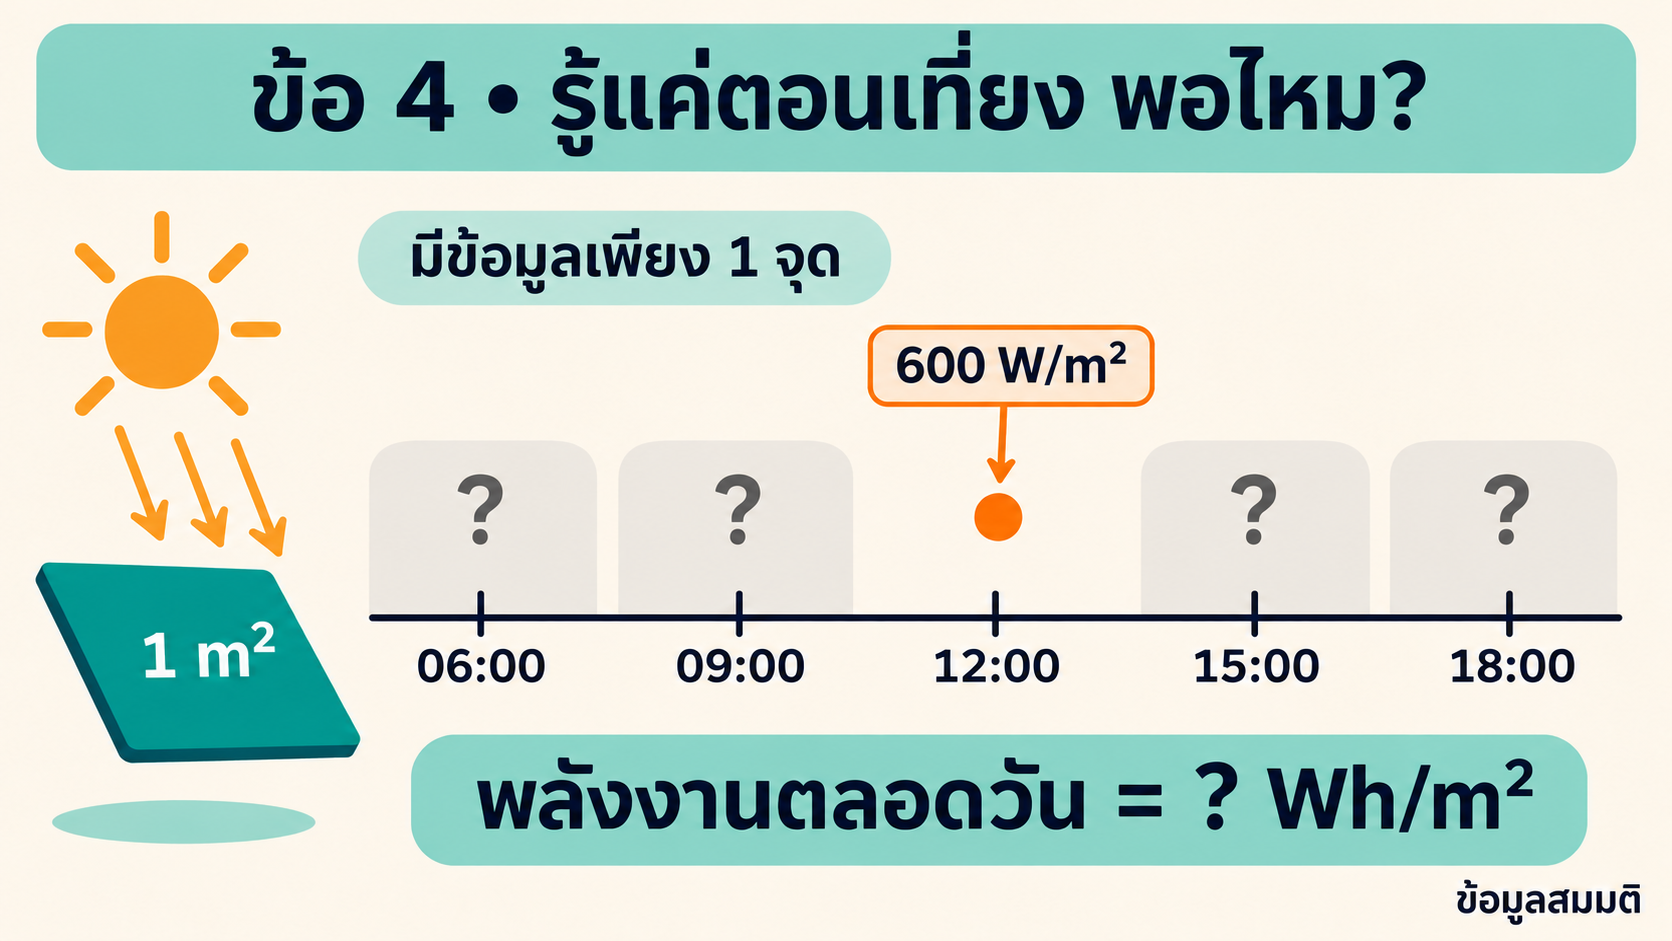 ข้อ 4 • รู้แค่ตอนเที่ยง พอไหม?
มีข้อมูลเพียง 1 จุด
600 W/m²
? ? ? ?
1 m²
06:00 09:00 12:00 15:00 18:00
พลังงานตลอดวัน = ? Wh/m²
ข้อมูลสมมติ